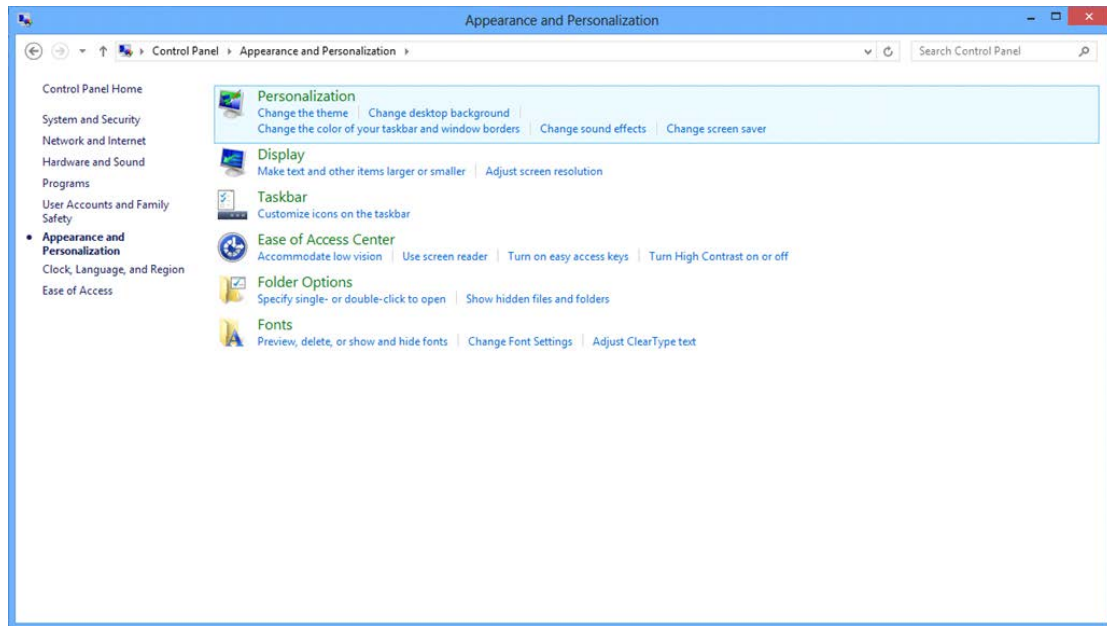 Appearance and Personalization
Control Panel Appearance and Personalization
Search Control Panel
Control Panel Home
System and Security
Network and Internet
Hardware and Sound
Programs
User Accounts and Family
Safety
Appearance and
Personalization
Clock, Language, and Region
Ease of Access
Personalization
Change the theme Change desktop background
Change the color of your taskbar and window borders Change sound effects Change screen saver
Display
Make text and other items larger or smaller Adjust screen resolution
Taskbar
Customize icons on the taskbar
Ease of Access Center
Accommodate low vision Use screen reader Turn on easy access keys Turn High Contrast on or off
Folder Options
Specify single- or double-click to open Show hidden files and folders
Fonts
Preview, delete, or show and hide fonts Change Font Settings Adjust ClearType text